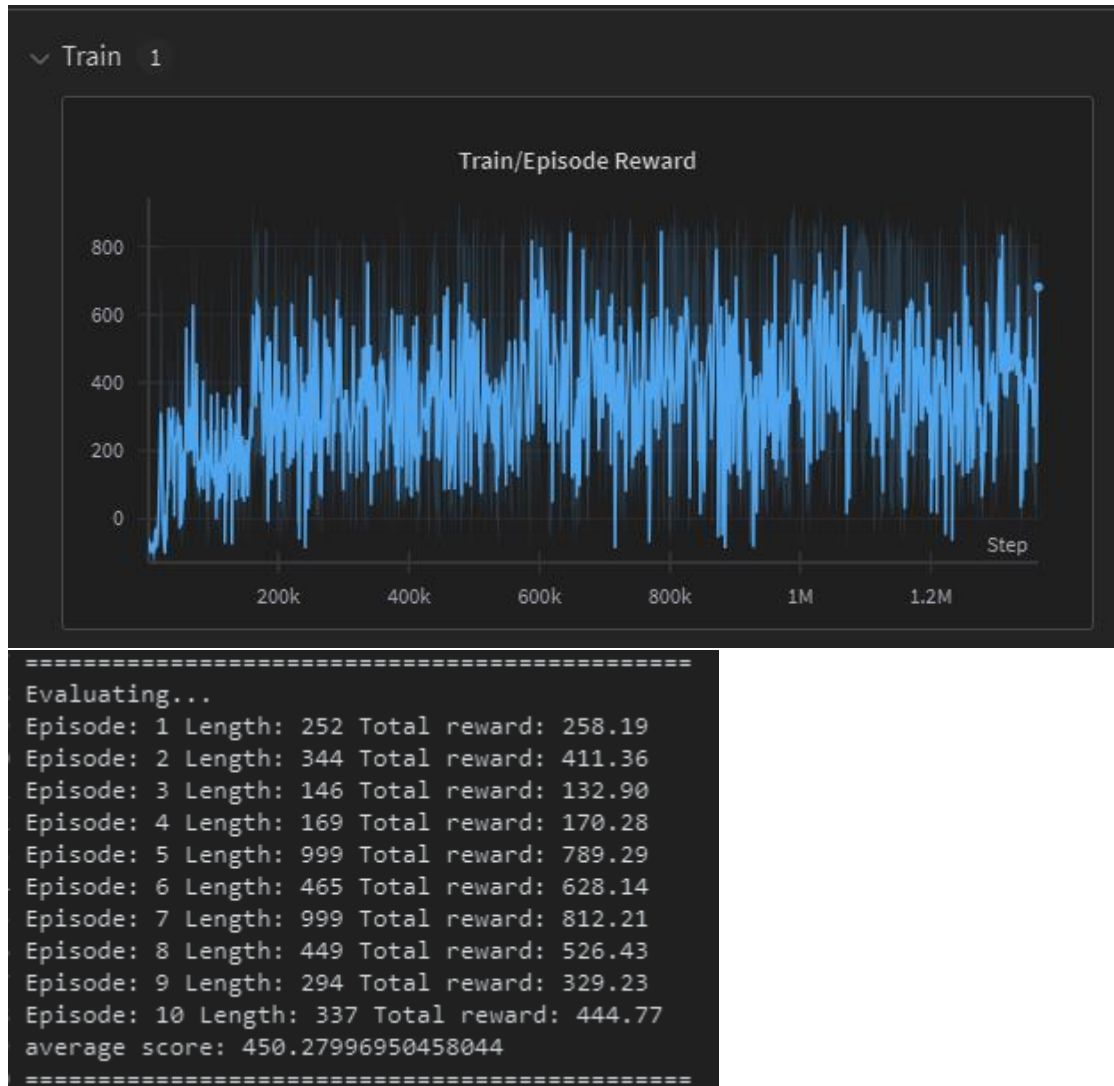 Train 1
Train/Episode Reward
800
600
400
200
0
Step
200k 400k 600k 800k 1M 1.2M
==============================================
Evaluating...
Episode: 1 Length: 252 Total reward: 258.19
Episode: 2 Length: 344 Total reward: 411.36
Episode: 3 Length: 146 Total reward: 132.90
Episode: 4 Length: 169 Total reward: 170.28
Episode: 5 Length: 999 Total reward: 789.29
Episode: 6 Length: 465 Total reward: 628.14
Episode: 7 Length: 999 Total reward: 812.21
Episode: 8 Length: 449 Total reward: 526.43
Episode: 9 Length: 294 Total reward: 329.23
Episode: 10 Length: 337 Total reward: 444.77
average score: 450.27996950458044
==============================================